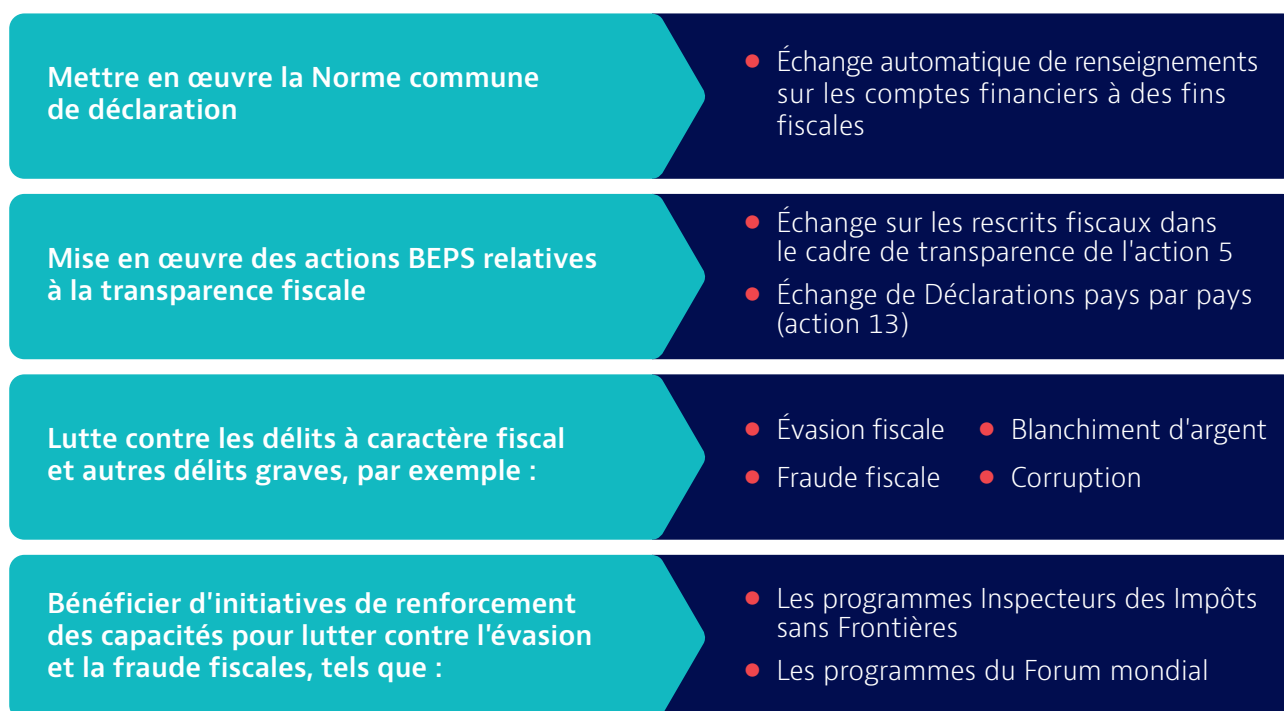 Mettre en œuvre la Norme commune
de déclaration
• Échange automatique de renseignements
sur les comptes financiers à des fins
fiscales
Mise en œuvre des actions BEPS relatives
à la transparence fiscale
• Échange sur les rescrits fiscaux dans
le cadre de transparence de l'action 5
• Échange de Déclarations pays par pays
(action 13)
Lutte contre les délits à caractère fiscal
et autres délits graves, par exemple :
• Évasion fiscale • Blanchiment d'argent
• Fraude fiscale • Corruption
Bénéficier d'initiatives de renforcement
des capacités pour lutter contre l'évasion
et la fraude fiscales, tels que :
• Les programmes Inspecteurs des Impôts
sans Frontières
• Les programmes du Forum mondial